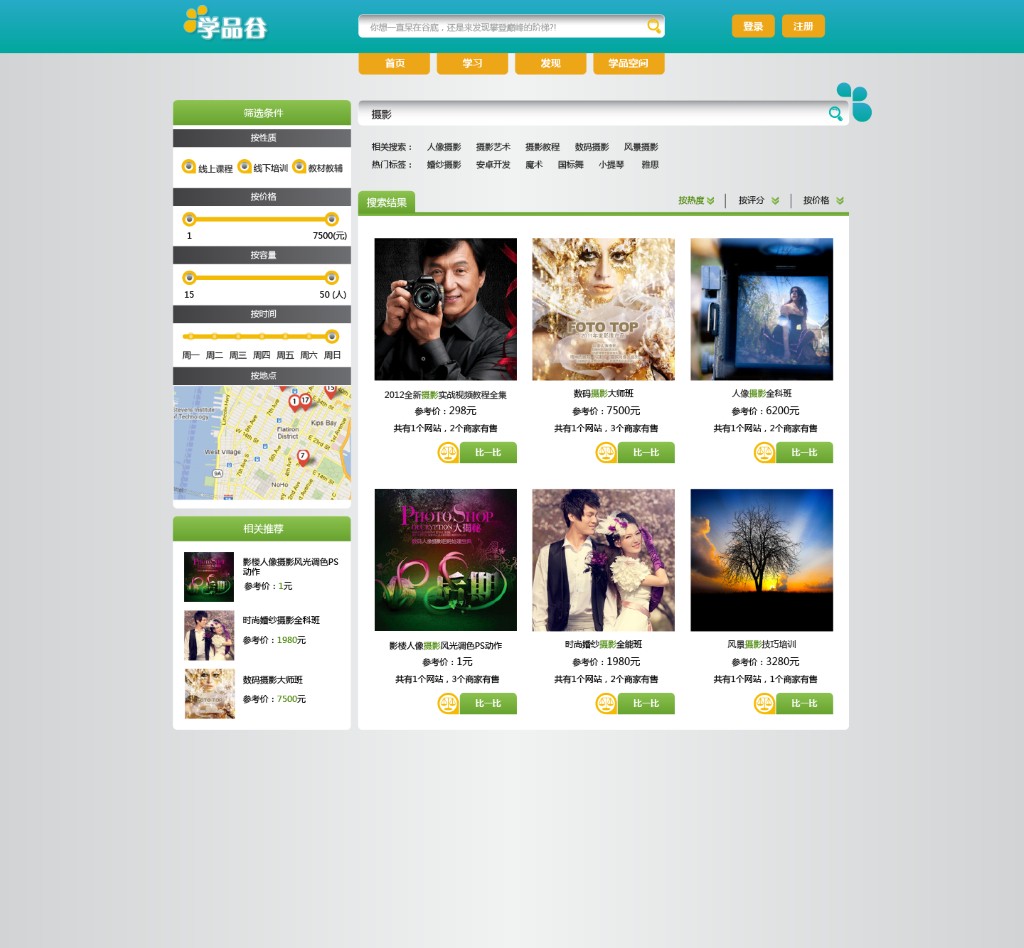 学品谷
你想一直呆在谷底，还是来发现攀登巅峰的阶梯?!
登录 注册
首页 学习 发现 学品空间
筛选条件
按性质
线上课程 线下培训 教材教辅
按价格
1 7500(元)
按容量
15 50 (人)
按时间
周一 周二 周三 周四 周五 周六 周日
按地点
Stevens Institute
of Technology
15
1 17
Kips Bay
Flatiron
District
West Village
7
9A
NoHo
相关推荐
影楼人像摄影风光调色PS
动作
参考价：1元
时尚婚纱摄影全科班
参考价：1980元
数码摄影大师班
参考价：7500元
摄影
相关搜索： 人像摄影 摄影艺术 摄影教程 数码摄影 风景摄影
热门标签： 婚纱摄影 安卓开发 魔术 国标舞 小提琴 雅思
搜索结果
按热度 按评分 按价格
FOTO TOP
2012全新摄影实战视频教程全集
参考价：298元
共有1个网站，2个商家有售
比一比
数码摄影大师班
参考价：7500元
共有1个网站，3个商家有售
比一比
人像摄影全科班
参考价：6200元
共有1个网站，2个商家有售
比一比
PHOTOSHOP
大揭秘
后期
影楼人像摄影风光调色PS动作
参考价：1元
共有1个网站，3个商家有售
比一比
时尚婚纱摄影全能班
参考价：1980元
共有1个网站，2个商家有售
比一比
风景摄影技巧培训
参考价：3280元
共有1个网站，1个商家有售
比一比